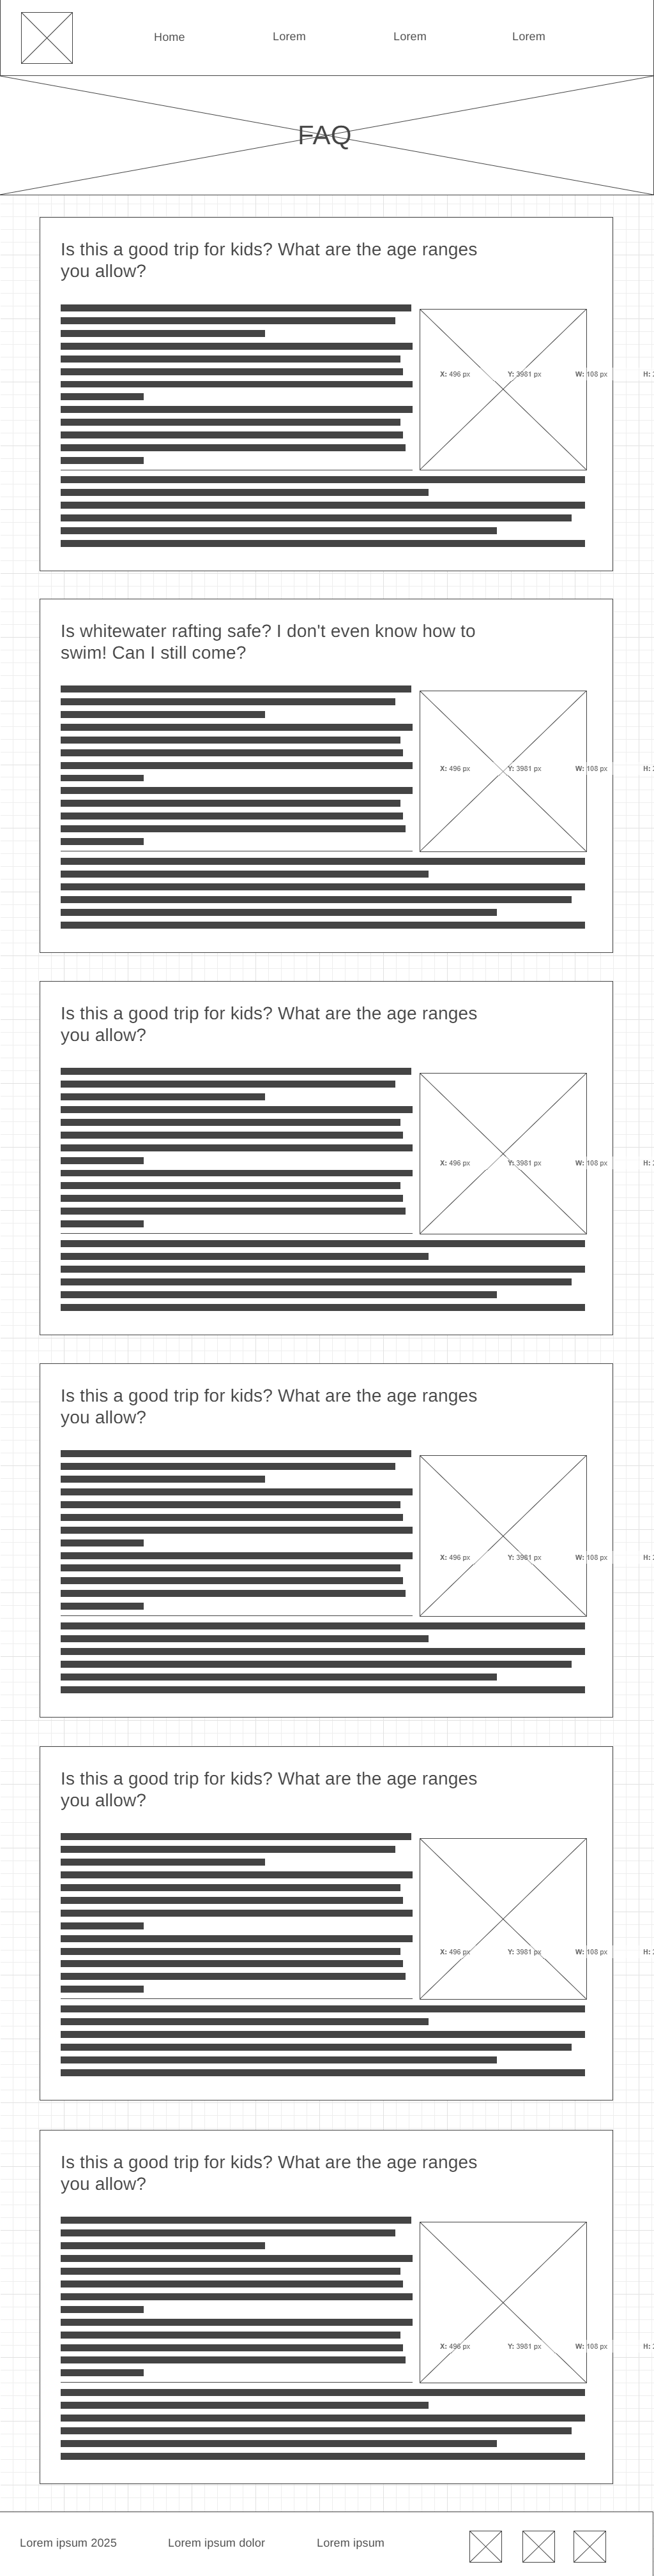 Home Lorem Lorem Lorem
FAQ
Is this a good trip for kids? What are the age ranges
you allow?
X: 496 px Y: 3981 px W: 108 px H:
Is whitewater rafting safe? I don't even know how to
swim! Can I still come?
X: 496 px Y: 3981 px W: 108 px H:
Is this a good trip for kids? What are the age ranges
you allow?
X: 496 px Y: 3981 px W: 108 px H:
Is this a good trip for kids? What are the age ranges
you allow?
X: 496 px Y: 3981 px W: 108 px H:
Is this a good trip for kids? What are the age ranges
you allow?
X: 496 px Y: 3981 px W: 108 px H:
Is this a good trip for kids? What are the age ranges
you allow?
X: 496 px Y: 3981 px W: 108 px H:
Lorem ipsum 2025 Lorem ipsum dolor Lorem ipsum